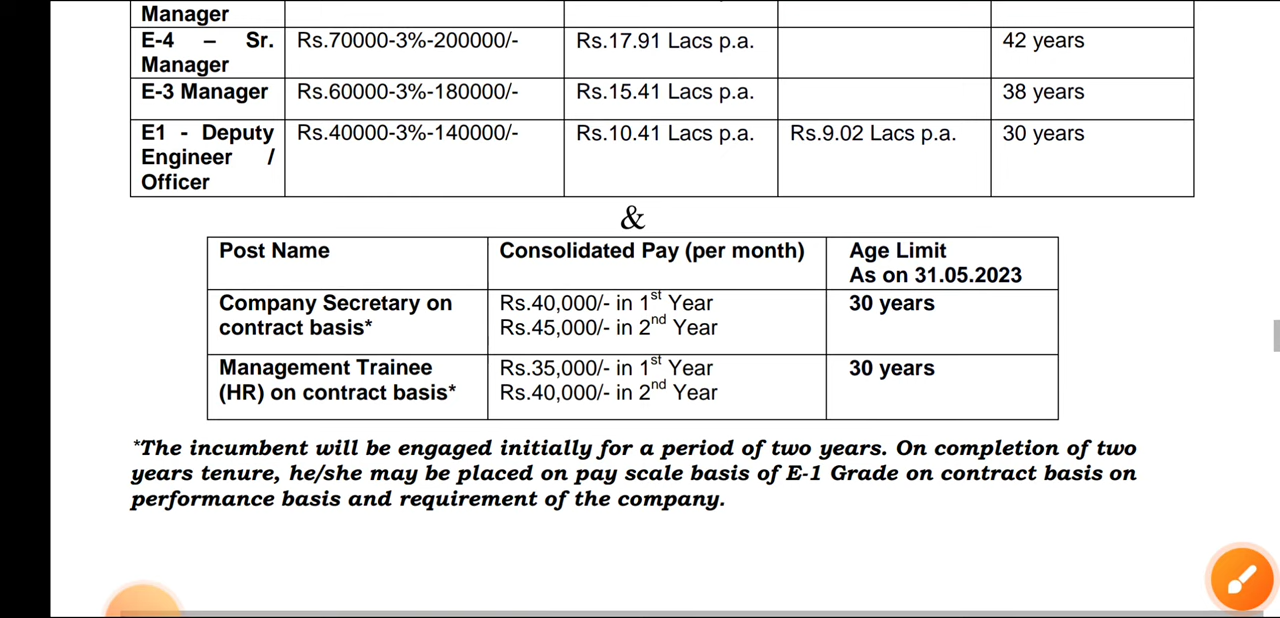 Manager
E-4 – Sr. Rs.70000-3%-200000/- Rs.17.91 Lacs p.a. 42 years
Manager
E-3 Manager Rs.60000-3%-180000/- Rs.15.41 Lacs p.a. 38 years
E1 - Deputy Rs.40000-3%-140000/- Rs.10.41 Lacs p.a. Rs.9.02 Lacs p.a. 30 years
Engineer /
Officer
&
Post Name Consolidated Pay (per month) Age Limit
As on 31.05.2023
Company Secretary on Rs.40,000/- in 1st Year 30 years
contract basis* Rs.45,000/- in 2nd Year
Management Trainee Rs.35,000/- in 1st Year 30 years
(HR) on contract basis* Rs.40,000/- in 2nd Year
*The incumbent will be engaged initially for a period of two years. On completion of two
years tenure, he/she may be placed on pay scale basis of E-1 Grade on contract basis on
performance basis and requirement of the company.